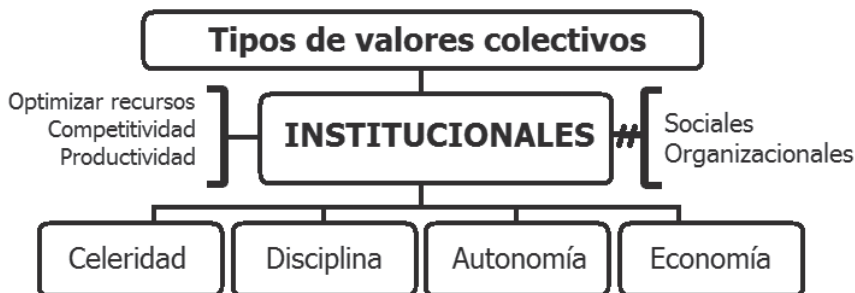 Tipos de valores colectivos
Optimizar recursos
Competitividad
Productividad
INSTITUCIONALES
Sociales
Organizacionales
Celeridad
Disciplina
Autonomía
Economía